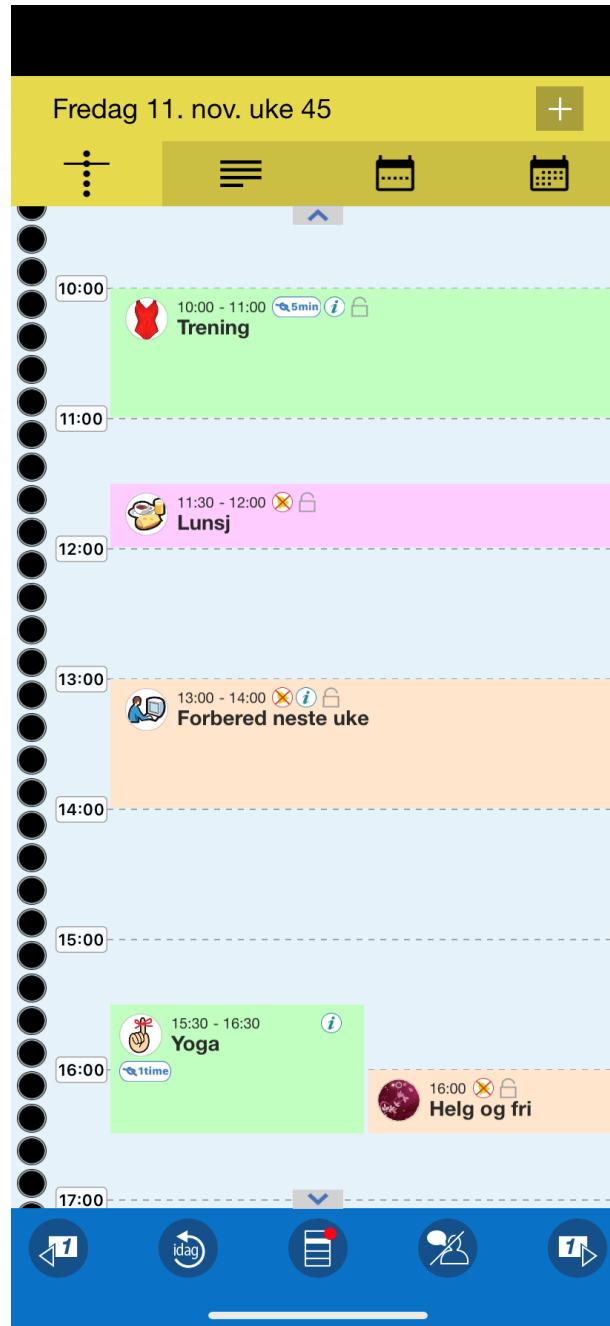 Fredag 11. nov. uke 45
10:00
10:00 - 11:00 5min i
Trening
11:00
11:30 - 12:00
Lunsj
12:00
13:00
13:00 - 14:00 i
Forbered neste uke
14:00
15:00
15:30 - 16:30 i
Yoga
16:00
1time
16:00
Helg og fri
17:00
1
idag
1